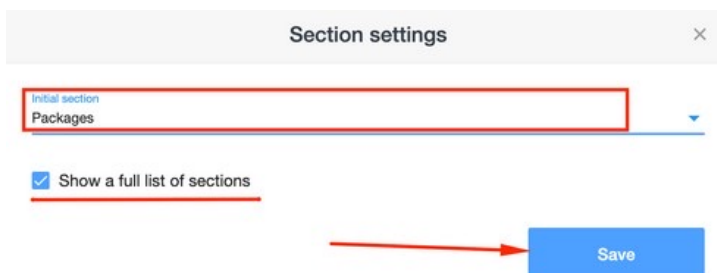 Section settings
Initial section
Packages
Show a full list of sections
Save